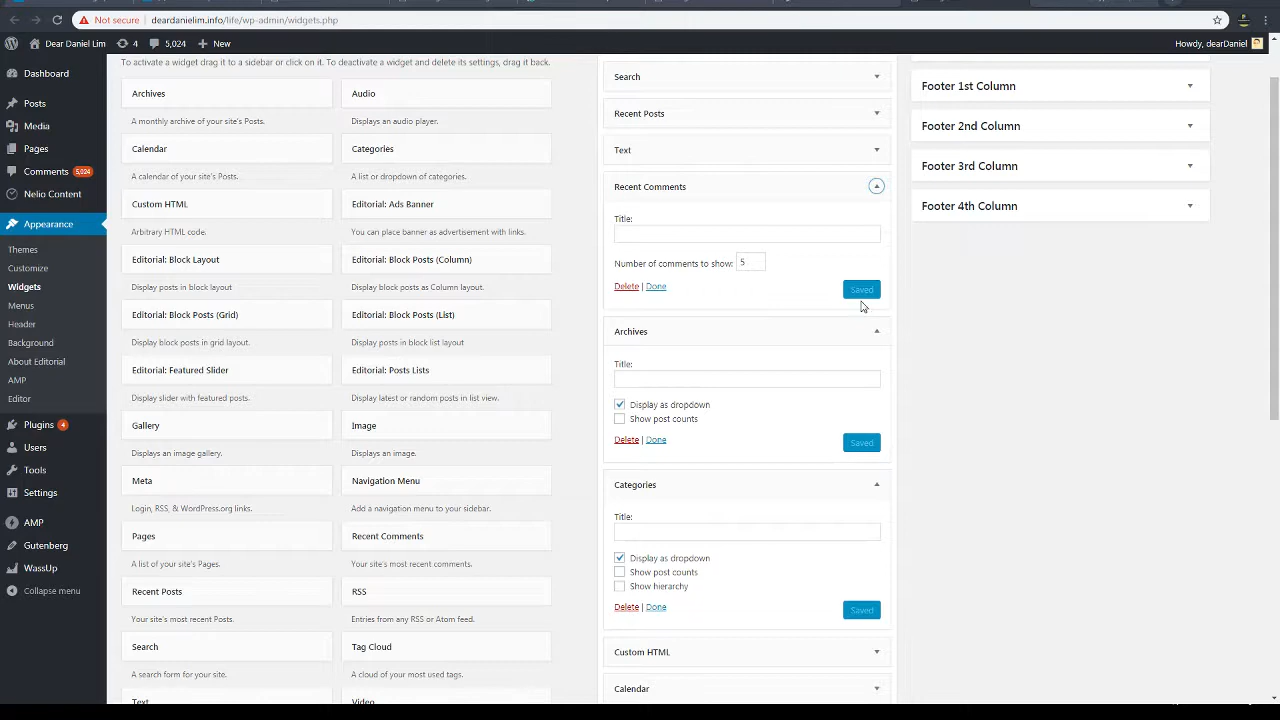 Not secure deardanielim.info/life/wp-admin/widgets.php
Dear Daniel Lim 4 5,024 New Howdy, dearDaniel
Dashboard
Posts
Media
Pages
Comments 5,024
Nelio Content
Appearance
Themes
Customize
Widgets
Menus
Header
Background
About Editorial
AMP
Editor
Plugins 4
Users
Tools
Settings
AMP
Gutenberg
WassUp
Collapse menu
To activate a widget drag it to a sidebar or click on it. To deactivate a widget and delete its settings, drag it back.
Archives Audio
A monthly archive of your site's Posts. Displays an audio player.
Calendar Categories
A calendar of your site's Posts. A list or dropdown of categories.
Custom HTML Editorial: Ads Banner
Arbitrary HTML code. You can place banner as advertisement with links.
Editorial: Block Layout Editorial: Block Posts (Column)
Display posts in block layout Display block posts as Column layout.
Editorial: Block Posts (Grid) Editorial: Block Posts (List)
Display block posts in grid layout. Display posts in block list layout
Editorial: Featured Slider Editorial: Posts Lists
Display slider with featured posts. Display latest or random posts in list view.
Gallery Image
Displays an image gallery. Displays an image.
Meta Navigation Menu
Login, RSS, & WordPress.org links. Add a navigation menu to your sidebar.
Pages Recent Comments
A list of your site's Pages. Your site's most recent comments.
Recent Posts RSS
Your site's most recent Posts. Entries from any RSS or Atom feed.
Search Tag Cloud
A search form for your site. A cloud of your most used tags.
Text Video
Search
Recent Posts
Text
Recent Comments
Title:
Number of comments to show: 5
Delete | Done Saved
Archives
Title:
Display as dropdown
Show post counts
Delete | Done Saved
Categories
Title:
Display as dropdown
Show post counts
Show hierarchy
Delete | Done Saved
Custom HTML
Calendar
Footer 1st Column
Footer 2nd Column
Footer 3rd Column
Footer 4th Column